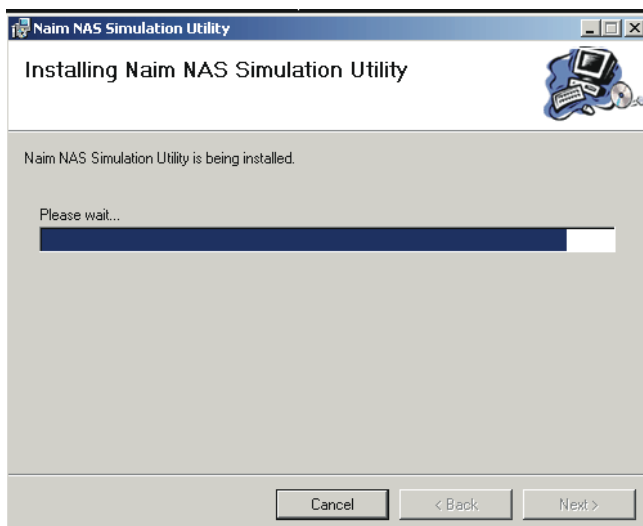 Naim NAS Simulation Utility
Installing Naim NAS Simulation Utility
Naim NAS Simulation Utility is being installed.
Please wait...
Cancel
< Back
Next >